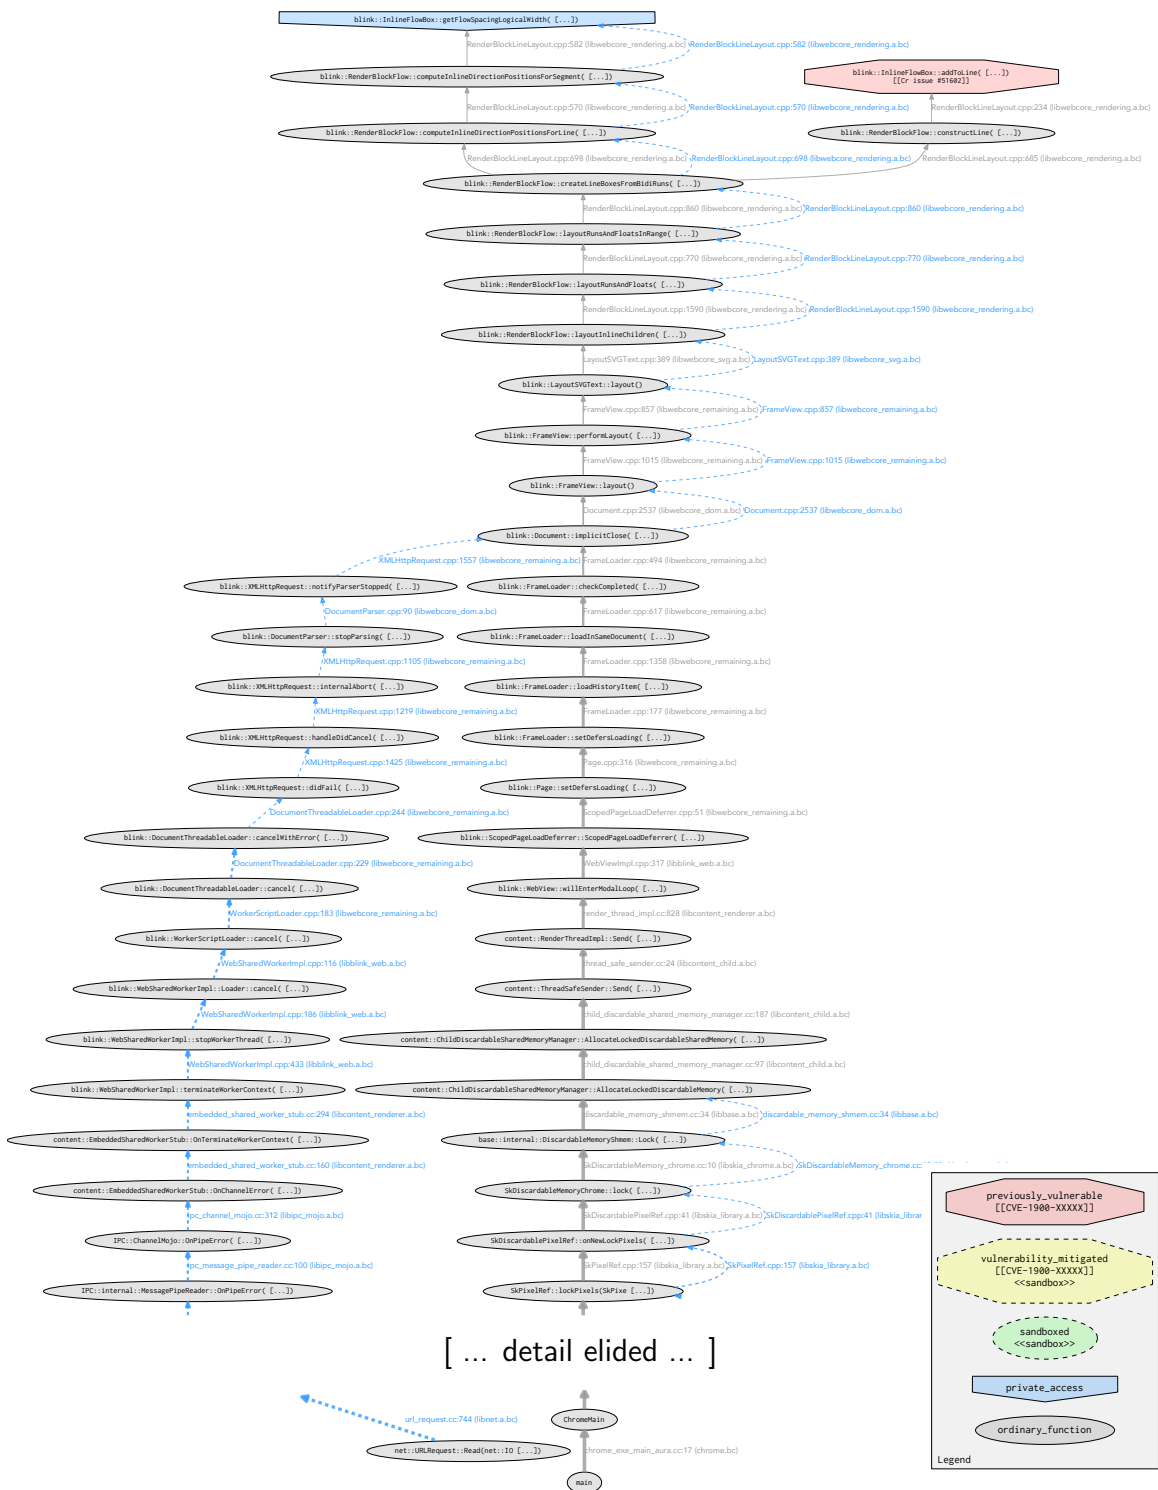 blink::InlineFlowBox::getFlowSpacingLogicalWidth( [...])
RenderBlockLineLayout.cpp:582 (libwebcore_rendering.a.bc)
RenderBlockLineLayout.cpp:582 (libwebcore_rendering.a.bc)
blink::RenderBlockFlow::computeInlineDirectionPositionsForSegment( [...])
blink::InlineFlowBox::addToLine( [...])
[[Cr issue #51602]]
RenderBlockLineLayout.cpp:570 (libwebcore_rendering.a.bc)
RenderBlockLineLayout.cpp:570 (libwebcore_rendering.a.bc)
RenderBlockLineLayout.cpp:234 (libwebcore_rendering.a.bc)
blink::RenderBlockFlow::computeInlineDirectionPositionsForLine( [...])
blink::RenderBlockFlow::constructLine( [...])
RenderBlockLineLayout.cpp:698 (libwebcore_rendering.a.bc)
RenderBlockLineLayout.cpp:698 (libwebcore_rendering.a.bc)
RenderBlockLineLayout.cpp:685 (libwebcore_rendering.a.bc)
blink::RenderBlockFlow::createLineBoxesFromBidiRuns( [...])
RenderBlockLineLayout.cpp:860 (libwebcore_rendering.a.bc)
RenderBlockLineLayout.cpp:860 (libwebcore_rendering.a.bc)
blink::RenderBlockFlow::layoutRunsAndFloatsInRange( [...])
RenderBlockLineLayout.cpp:770 (libwebcore_rendering.a.bc)
RenderBlockLineLayout.cpp:770 (libwebcore_rendering.a.bc)
blink::RenderBlockFlow::layoutRunsAndFloats( [...])
RenderBlockLineLayout.cpp:1590 (libwebcore_rendering.a.bc)
RenderBlockLineLayout.cpp:1590 (libwebcore_rendering.a.bc)
blink::RenderBlockFlow::layoutInlineChildren( [...])
LayoutSVGText.cpp:389 (libwebcore_svg.a.bc)
LayoutSVGText.cpp:389 (libwebcore_svg.a.bc)
blink::LayoutSVGText::layout()
FrameView.cpp:857 (libwebcore_remaining.a.bc)
FrameView.cpp:857 (libwebcore_remaining.a.bc)
blink::FrameView::performLayout( [...])
FrameView.cpp:1015 (libwebcore_remaining.a.bc)
FrameView.cpp:1015 (libwebcore_remaining.a.bc)
blink::FrameView::layout()
Document.cpp:2537 (libwebcore_dom.a.bc)
Document.cpp:2537 (libwebcore_dom.a.bc)
blink::Document::implicitClose( [...])
XMLHttpRequest.cpp:1557 (libwebcore_remaining.a.bc)
FrameLoader.cpp:494 (libwebcore_remaining.a.bc)
blink::XMLHttpRequest::notifyParserStopped( [...])
blink::FrameLoader::checkCompleted( [...])
DocumentParser.cpp:90 (libwebcore_dom.a.bc)
FrameLoader.cpp:617 (libwebcore_remaining.a.bc)
blink::DocumentParser::stopParsing( [...])
blink::FrameLoader::loadInSameDocument( [...])
XMLHttpRequest.cpp:1105 (libwebcore_remaining.a.bc)
FrameLoader.cpp:1358 (libwebcore_remaining.a.bc)
blink::XMLHttpRequest::internalAbort( [...])
blink::FrameLoader::loadHistoryItem( [...])
XMLHttpRequest.cpp:1219 (libwebcore_remaining.a.bc)
FrameLoader.cpp:177 (libwebcore_remaining.a.bc)
blink::XMLHttpRequest::handleDidCancel( [...])
blink::FrameLoader::setDefersLoading( [...])
XMLHttpRequest.cpp:1425 (libwebcore_remaining.a.bc)
Page.cpp:316 (libwebcore_remaining.a.bc)
blink::XMLHttpRequest::didFail( [...])
blink::Page::setDefersLoading( [...])
DocumentThreadableLoader.cpp:244 (libwebcore_remaining.a.bc)
ScopedPageLoadDeferrer.cpp:51 (libwebcore_remaining.a.bc)
blink::DocumentThreadableLoader::cancelWithError( [...])
blink::ScopedPageLoadDeferrer::ScopedPageLoadDeferrer( [...])
DocumentThreadableLoader.cpp:229 (libwebcore_remaining.a.bc)
WebViewImpl.cpp:317 (libblink_web.a.bc)
blink::DocumentThreadableLoader::cancel( [...])
blink::WebView::willEnterModalLoop( [...])
WorkerScriptLoader.cpp:183 (libwebcore_remaining.a.bc)
render_thread_impl.cc:828 (libcontent_renderer.a.bc)
blink::WorkerScriptLoader::cancel( [...])
content::RenderThreadImpl::Send( [...])
WebSharedWorkerImpl.cpp:116 (libblink_web.a.bc)
thread_safe_sender.cc:24 (libcontent_child.a.bc)
blink::WebSharedWorkerImpl::Loader::cancel( [...])
content::ThreadSafeSender::Send( [...])
WebSharedWorkerImpl.cpp:186 (libblink_web.a.bc)
child_discardable_shared_memory_manager.cc:187 (libcontent_child.a.bc)
blink::WebSharedWorkerImpl::stopWorkerThread( [...])
content::ChildDiscardableSharedMemoryManager::AllocateLockedDiscardableSharedMemory( [...])
WebSharedWorkerImpl.cpp:433 (libblink_web.a.bc)
child_discardable_shared_memory_manager.cc:97 (libcontent_child.a.bc)
blink::WebSharedWorkerImpl::terminateWorkerContext( [...])
content::ChildDiscardableSharedMemoryManager::AllocateLockedDiscardableMemory( [...])
embedded_shared_worker_stub.cc:294 (libcontent_renderer.a.bc)
discardable_memory_shmem.cc:34 (libbase.a.bc)
discardable_memory_shmem.cc:34 (libbase.a.bc)
content::EmbeddedSharedWorkerStub::OnTerminateWorkerContext( [...])
base::internal::DiscardableMemoryShmem::Lock( [...])
embedded_shared_worker_stub.cc:160 (libcontent_renderer.a.bc)
SkDiscardableMemory_chrome.cc:10 (libskia_chrome.a.bc)
SkDiscardableMemory_chrome.cc:
content::EmbeddedSharedWorkerStub::OnChannelError( [...])
SkDiscardableMemoryChrome::lock( [...])
ipc_channel_mojo.cc:312 (libipc_mojo.a.bc)
SkDiscardablePixelRef.cpp:41 (libskia_library.a.bc)
SkDiscardablePixelRef.cpp:41 (libskia_librar
IPC::ChannelMojo::OnPipeError( [...])
SkDiscardablePixelRef::onNewLockPixels( [...])
ipc_message_pipe_reader.cc:100 (libipc_mojo.a.bc)
SkPixelRef.cpp:157 (libskia_library.a.bc)
SkPixelRef.cpp:157 (libskia_library.a.bc)
IPC::internal::MessagePipeReader::OnPipeError( [...])
SkPixelRef::lockPixels(SkPixe [...])
[ ... detail elided ... ]
ChromeMain
url_request.cc:744 (libnet.a.bc)
net::URLRequest::Read(net::IO [...])
chrome_exe_main_aura.cc:17 (chrome.bc)
main
previously_vulnerable
[[CVE-1900-XXXXX]]
vulnerability_mitigated
[[CVE-1900-XXXXX]]
<<sandbox>>
sandboxed
<<sandbox>>
private_access
ordinary_function
Legend